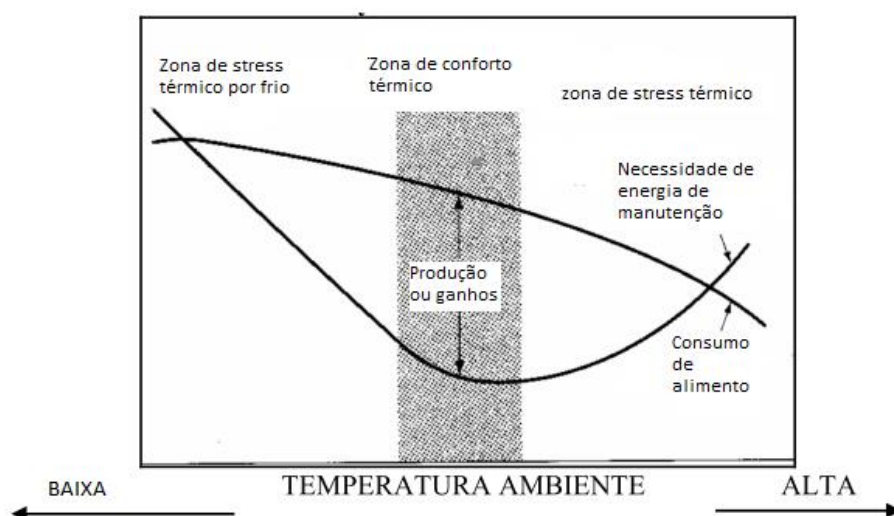 Zona de stress
térmico por frio
Zona de conforto
térmico
zona de stress térmico
Necessidade de
energia de
manutenção
Produção
ou ganhos
Consumo
de
alimento
BAIXA
TEMPERATURA AMBIENTE
ALTA